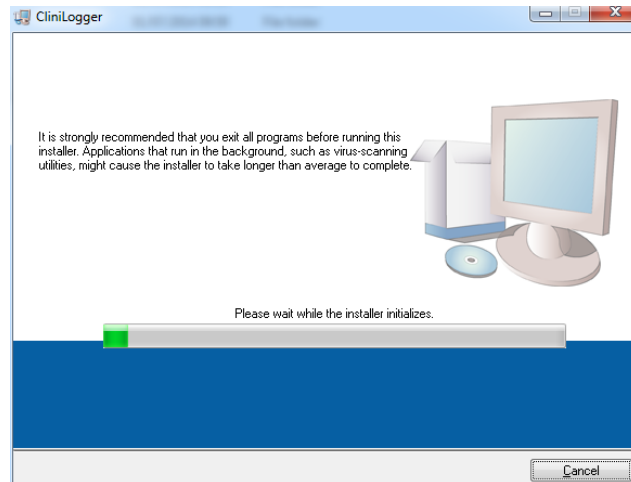 CliniLogger
It is strongly recommended that you exit all programs before running this
installer. Applications that run in the background, such as virus-scanning
utilities, might cause the installer to take longer than average to complete.
Please wait while the installer initializes.
Cancel